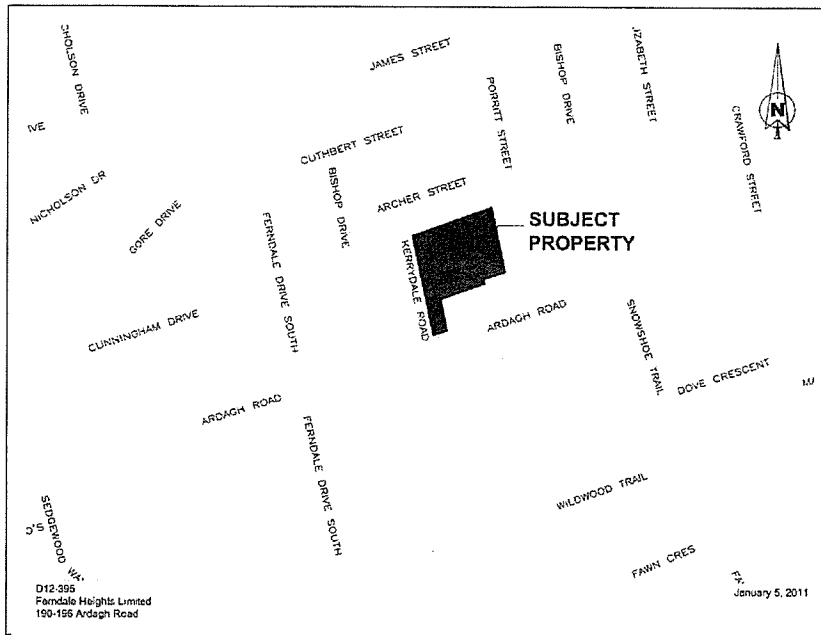 CHOLSON DRIVE
JAMES STREET
BISHOP DRIVE
IZABETH STREET
N
IVE
CUTHBERT STREET
PORRITT STREET
CRAWFORD STREET
NICHOLSON DR
GORE DRIVE
BISHOP DRIVE
ARCHER STREET
SUBJECT
PROPERTY
FERNDALE DRIVE SOUTH
KERRYDALE ROAD
CUNNINGHAM DRIVE
ARDAGH ROAD
SNOWSHOE TRAIL
DOVE CRESCENT
ARDAGH ROAD
FERNDALE DRIVE SOUTH
WILDWOOD TRAIL
SEDGEWOOD WA
FAWN CRES
D12-395
Ferndale Heights Limited
190-196 Ardagh Road
January 5, 2011